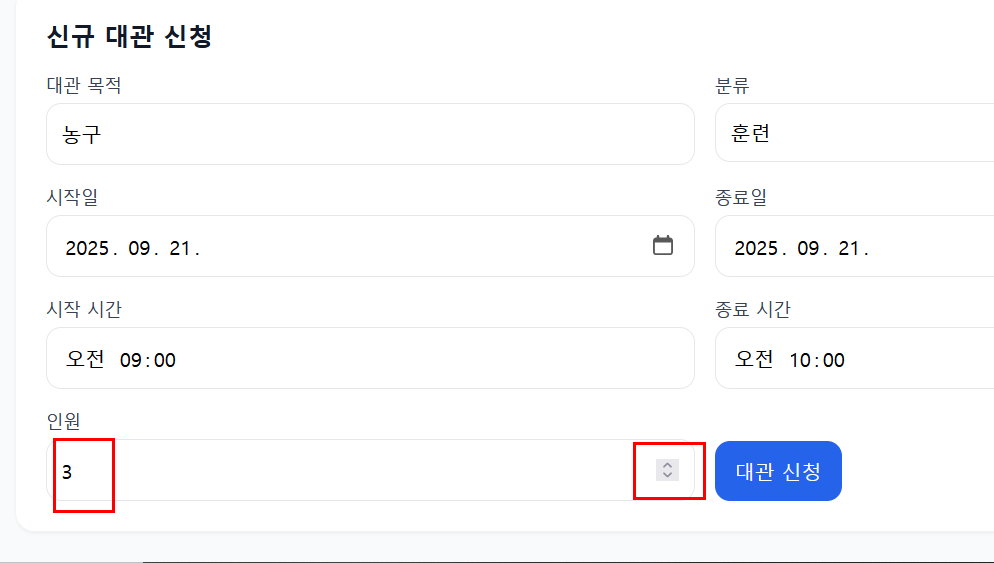 신규 대관 신청
대관 목적
분류
농구
훈련
시작일
종료일
2025. 09. 21.
2025. 09. 21.
시작 시간
종료 시간
오전 09:00
오전 10:00
인원
3
대관 신청